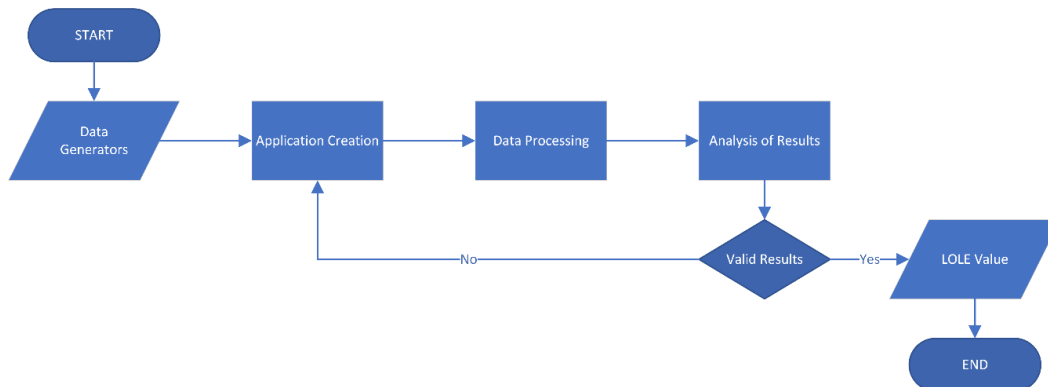 START
Data
Generators
Application Creation
Data Processing
Analysis of Results
Valid Results
No
Yes
LOLE Value
END